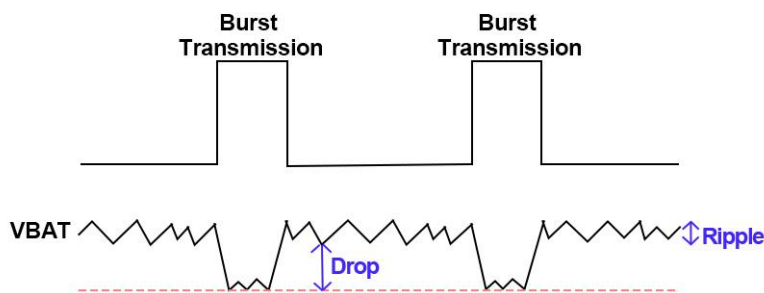 Burst
Transmission
Burst
Transmission
VBAT
Drop
Ripple